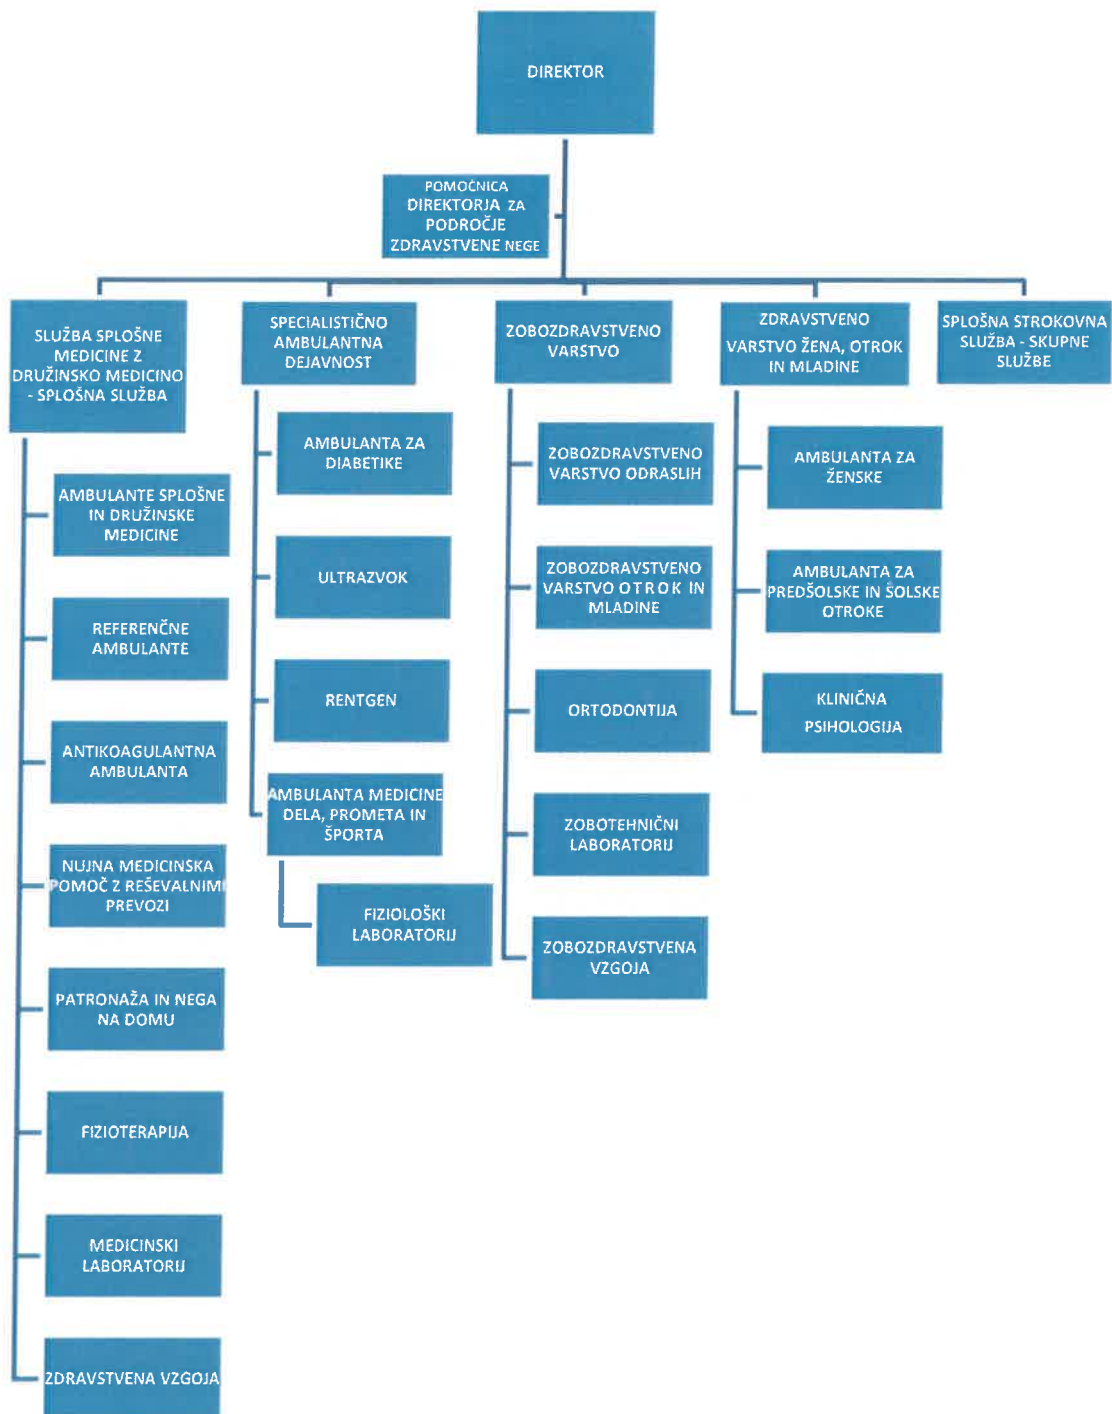 DIREKTOR
POMOČNICA
DIREKTORJA ZA
PODROČJE
ZDRAVSTVENE NEGE
SLUŽBA SPLOŠNE
MEDICINE Z
DRUŽINSKO MEDICINO
- SPLOŠNA SLUŽBA
AMBULANTE SPLOŠNE
IN DRUŽINSKE
MEDICINE
REFERENČNE
AMBULANTE
ANTIKOAGULANTNA
AMBULANTA
NUJNA MEDICINSKA
POMOČ Z REŠEVALNIMI
PREVOZI
PATRONAŽA IN NEGA
NA DOMU
FIZIOTERAPIJA
MEDICINSKI
LABORATORIJ
ZDRAVSTVENA VZGOJA
SPECIALISTIČNO
AMBULANTNA
DEJAVNOST
AMBULANTA ZA
DIABETIKE
ULTRAZVOK
RENTGEN
AMBULANTA MEDICINE
DELA, PROMETA IN
ŠPORTA
FIZIOLOŠKI
LABORATORIJ
ZOBOZDRAVSTVENO
VARSTVO
ZOBOZDRAVSTVENO
VARSTVO ODRASLIH
ZOBOZDRAVSTVENO
VARSTVO OTROK IN
MLADINE
ORTODONTIJA
ZOBOTEHNIČNI
LABORATORIJ
ZOBOZDRAVSTVENA
VZGOJA
ZDRAVSTVENO
VARSTVO ŽENA, OTROK
IN MLADINE
AMBULANTA ZA
ŽENSKE
AMBULANTA ZA
PREDŠOLSKE IN ŠOLSKE
OTROKE
KLINIČNA
PSIHOLOGIJA
SPLOŠNA STROKOVNA
SLUŽBA - SKUPNE
SLUŽBE